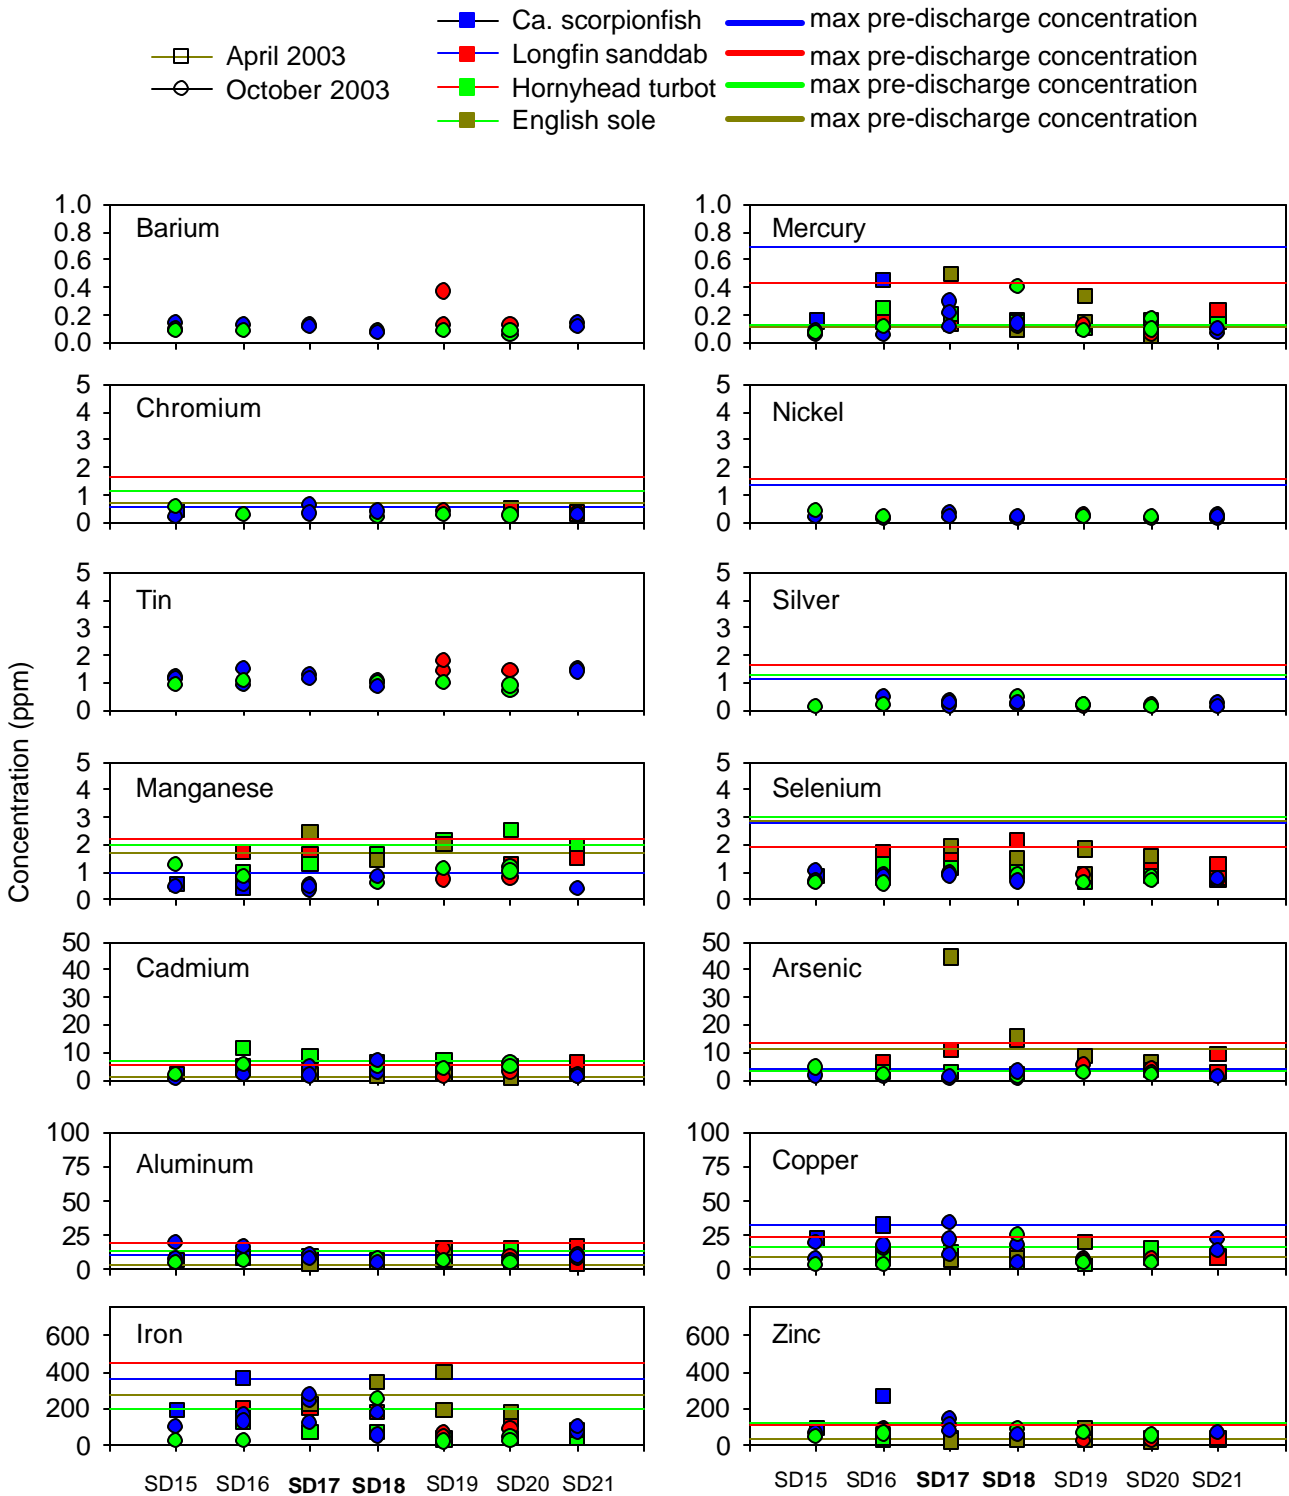 April 2003
October 2003
Ca. scorpionfish
Longfin sanddab
Hornyhead turbot
English sole
max pre-discharge concentration
max pre-discharge concentration
max pre-discharge concentration
max pre-discharge concentration
Concentration (ppm)
Barium
1.0
0.8
0.6
0.4
0.2
0.0
Mercury
1.0
0.8
0.6
0.4
0.2
0.0
Chromium
5
4
3
2
1
0
Nickel
5
4
3
2
1
0
Tin
5
4
3
2
1
0
Silver
5
4
3
2
1
0
Manganese
5
4
3
2
1
0
Selenium
5
4
3
2
1
0
Cadmium
50
40
30
20
10
0
Arsenic
50
40
30
20
10
0
Aluminum
100
75
50
25
0
Copper
100
75
50
25
0
Iron
600
400
200
0
Zinc
600
400
200
0
SD15 SD16 SD17 SD18 SD19 SD20 SD21
SD15 SD16 SD17 SD18 SD19 SD20 SD21